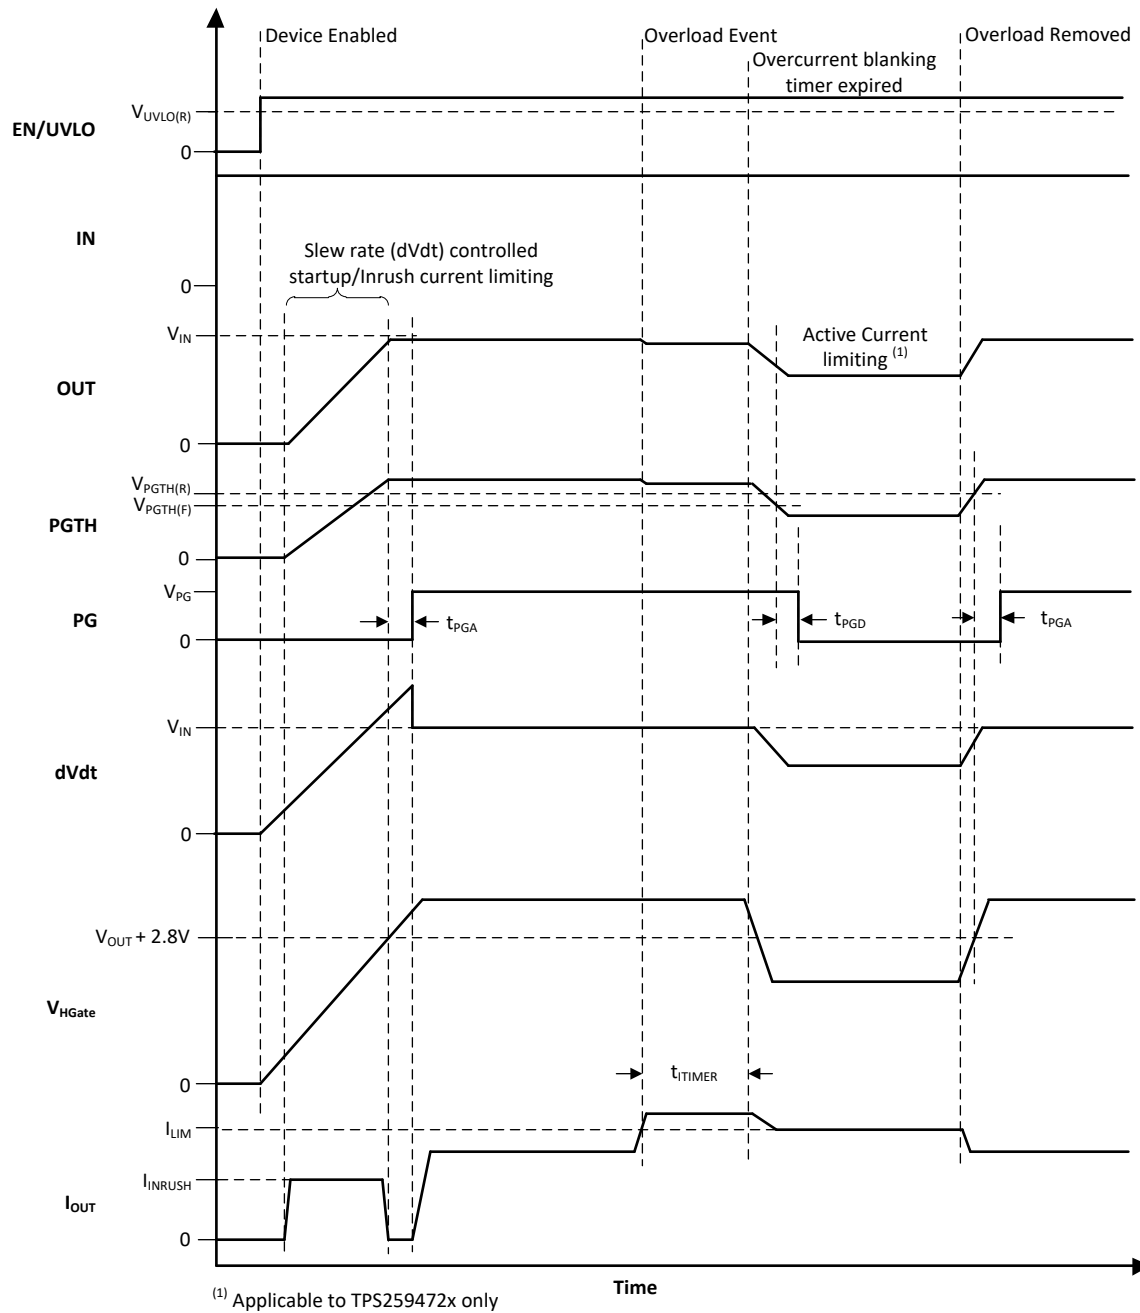 Device Enabled
Overload Event
Overload Removed
Overcurrent blanking
timer expired
V_UVLO(R)
EN/UVLO
0
IN
Slew rate (dVdt) controlled
startup/Inrush current limiting
0
V_IN
Active Current
limiting (1)
OUT
0
V_PGTH(R)
V_PGTH(F)
PGTH
0
V_PG
PG
t_PGA
t_PGD
t_PGA
0
V_IN
dVdt
0
V_OUT + 2.8V
V_HGate
t_ITIMER
0
I_LIM
I_INRUSH
I_OUT
0
Time
(1) Applicable to TPS259472x only